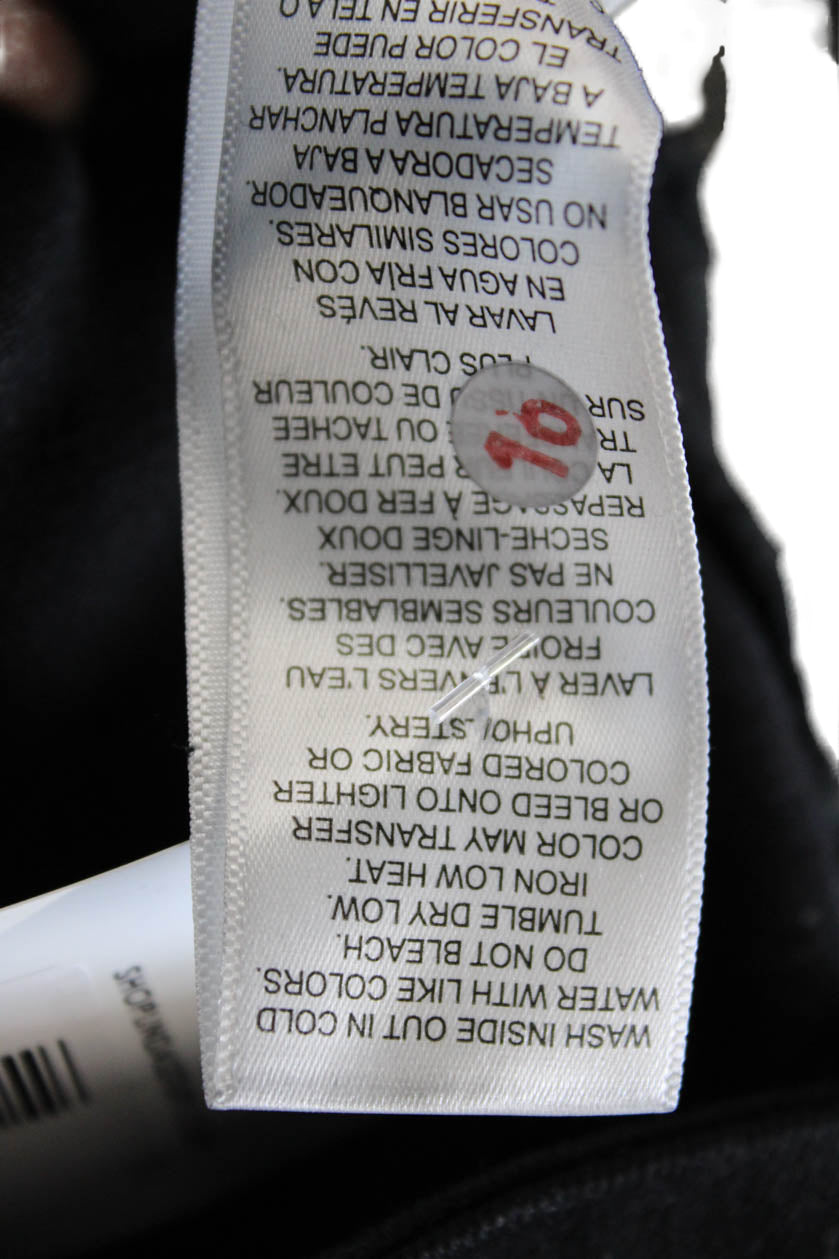 WASH INSIDE OUT IN COLD
WATER WITH LIKE COLORS.
DO NOT BLEACH.
TUMBLE DRY LOW.
IRON LOW HEAT.
COLOR MAY TRANSFER
OR BLEED ONTO LIGHTER
COLORED FABRIC OR
UPHOLSTERY.
LAVER À L'ENVERS L'EAU
FROIDE AVEC DES
COULEURS SEMBLABLES.
NE PAS JAVELLISER.
SECHE-LINGE DOUX
REPASSAGE À FER DOUX.
LA PEUT ETRE
OU TACHEE
SUR DE COULEUR
PLUS CLAIR.
LAVAR AL REVÉS
EN AGUA FRÍA CON
COLORES SIMILARES.
NO USAR BLANQUEADOR.
SECADORA A BAJA
TEMPERATURA PLANCHAR
A BAJA TEMPERATURA.
EL COLOR PUEDE
TRANSFERIR EN TELA O
10